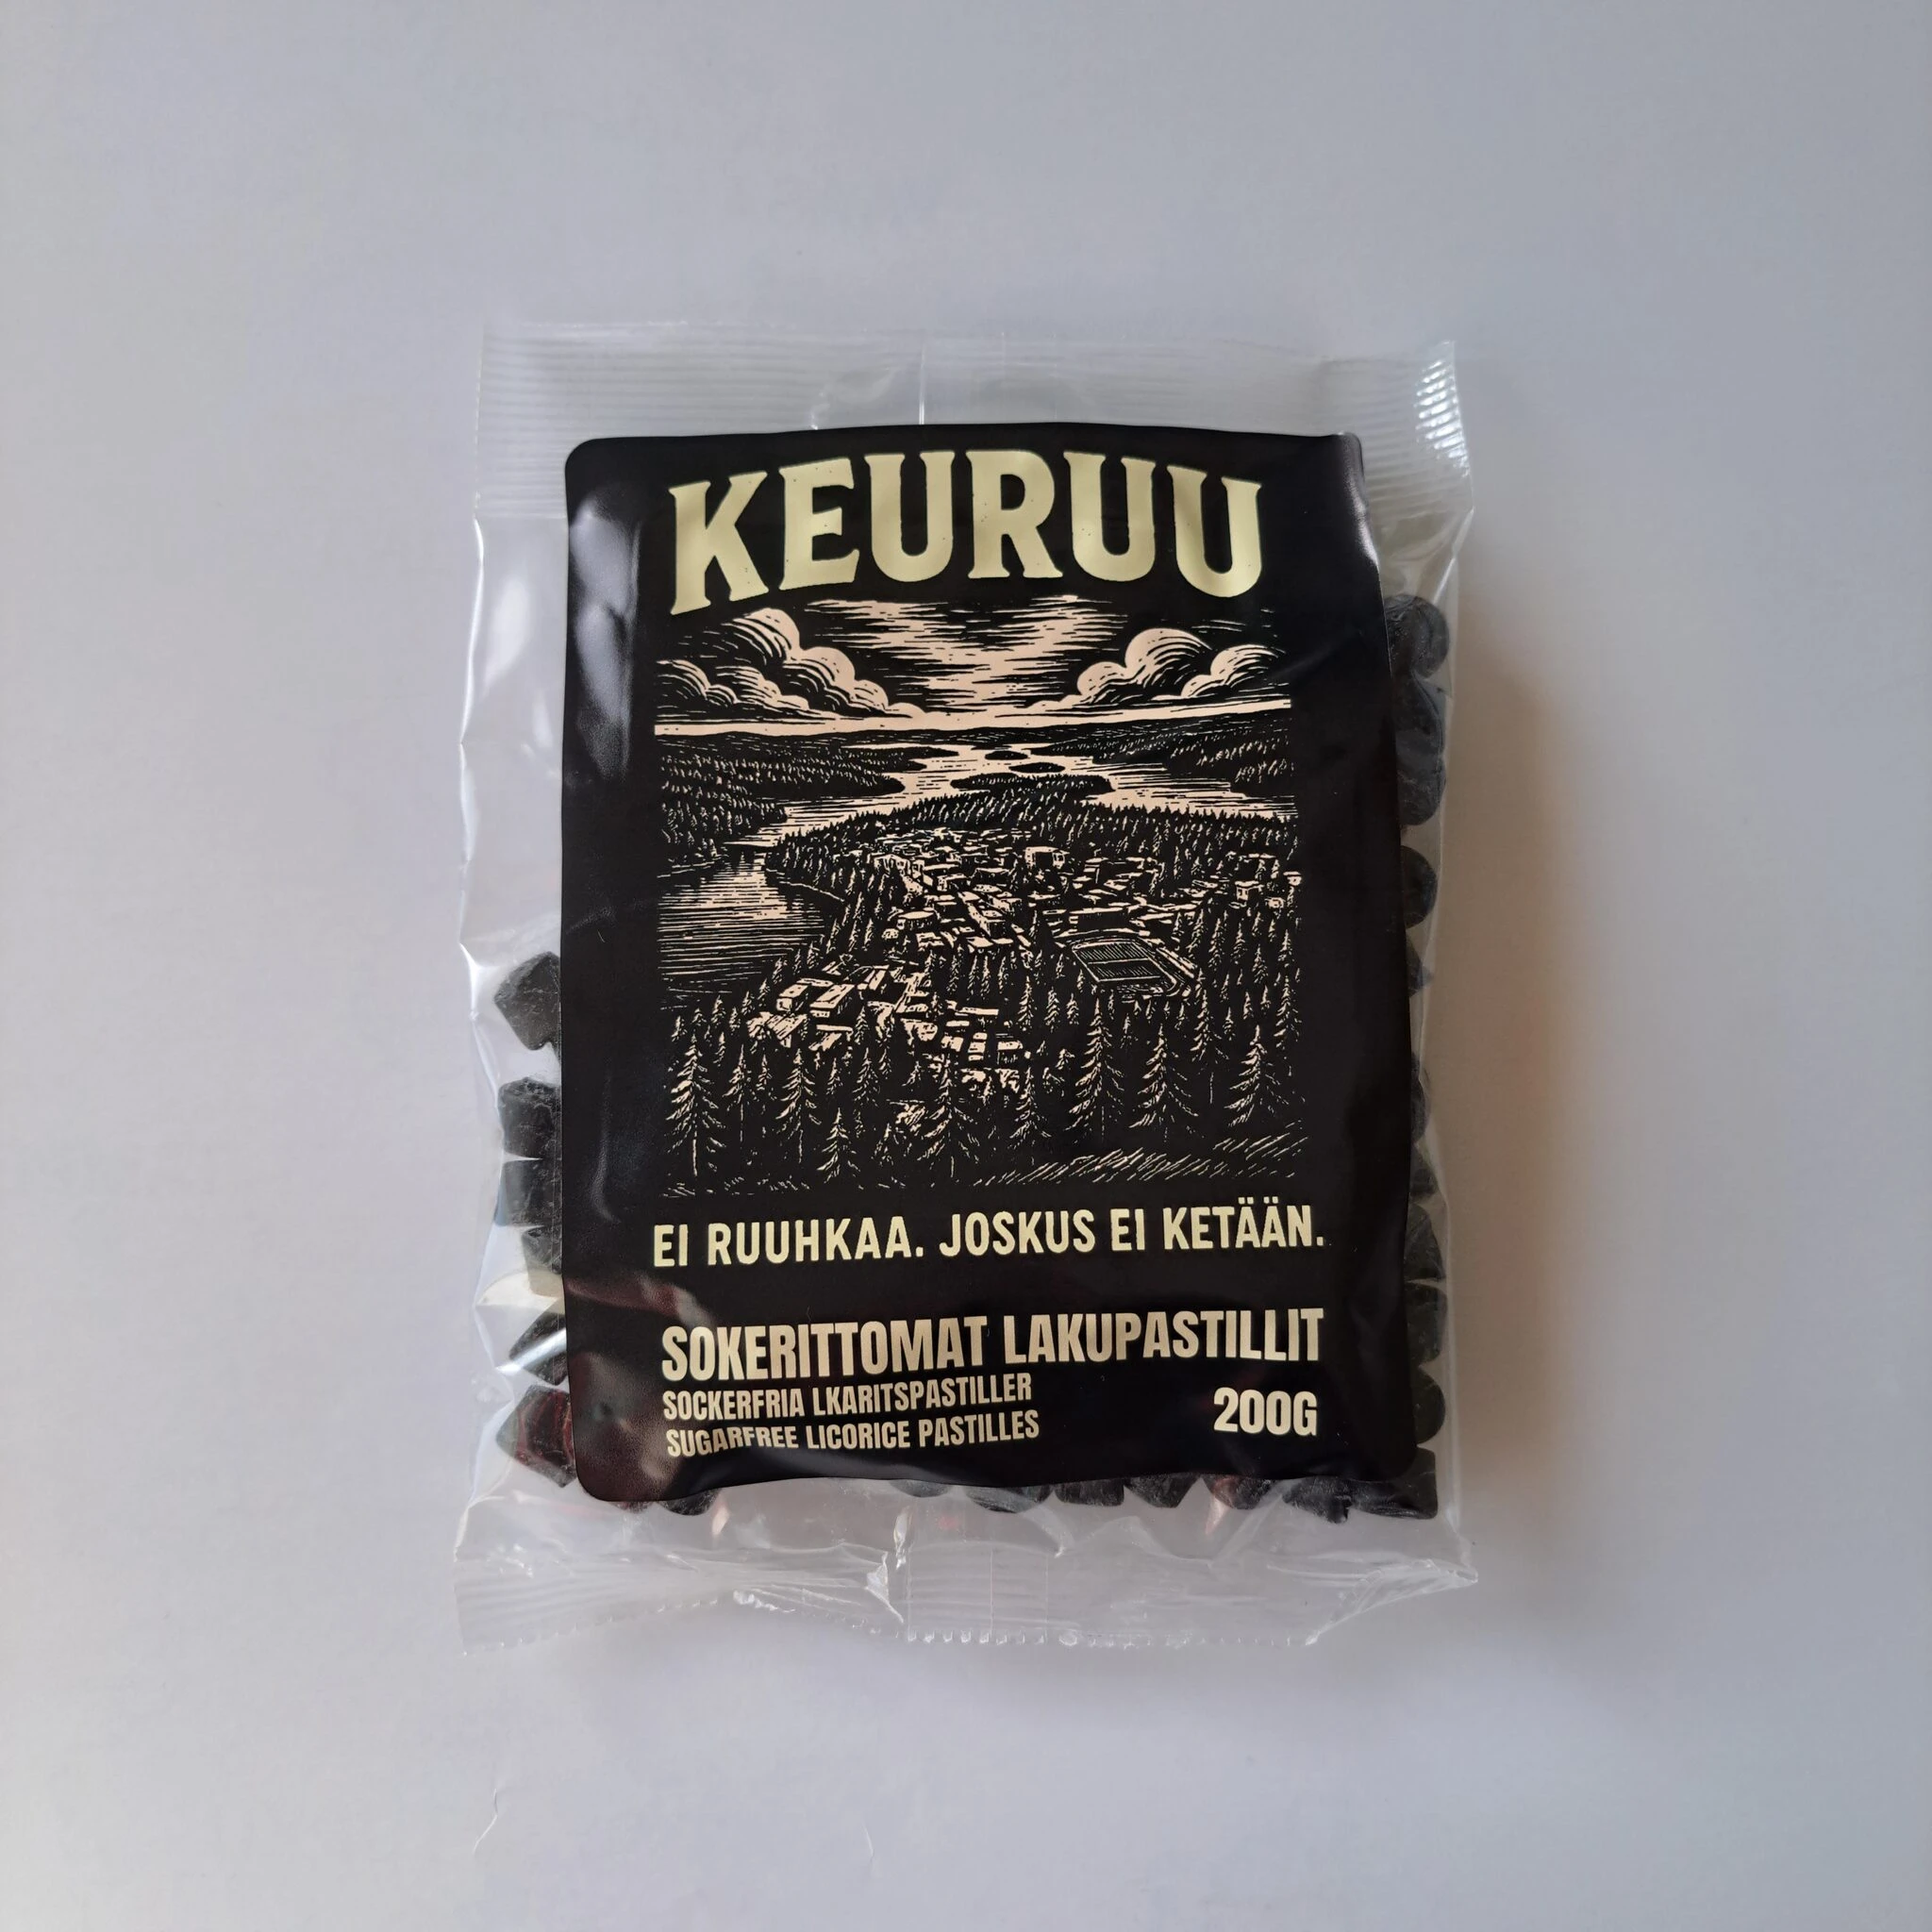 KEURUU
EI RUUHKAA. JOSKUS EI KETÄÄN.
SOKERITTOMAT LAKUPASTILLIT
SOCKERFRIA LKARITSPASTILLER
SUGARFREE LICORICE PASTILLES
200G